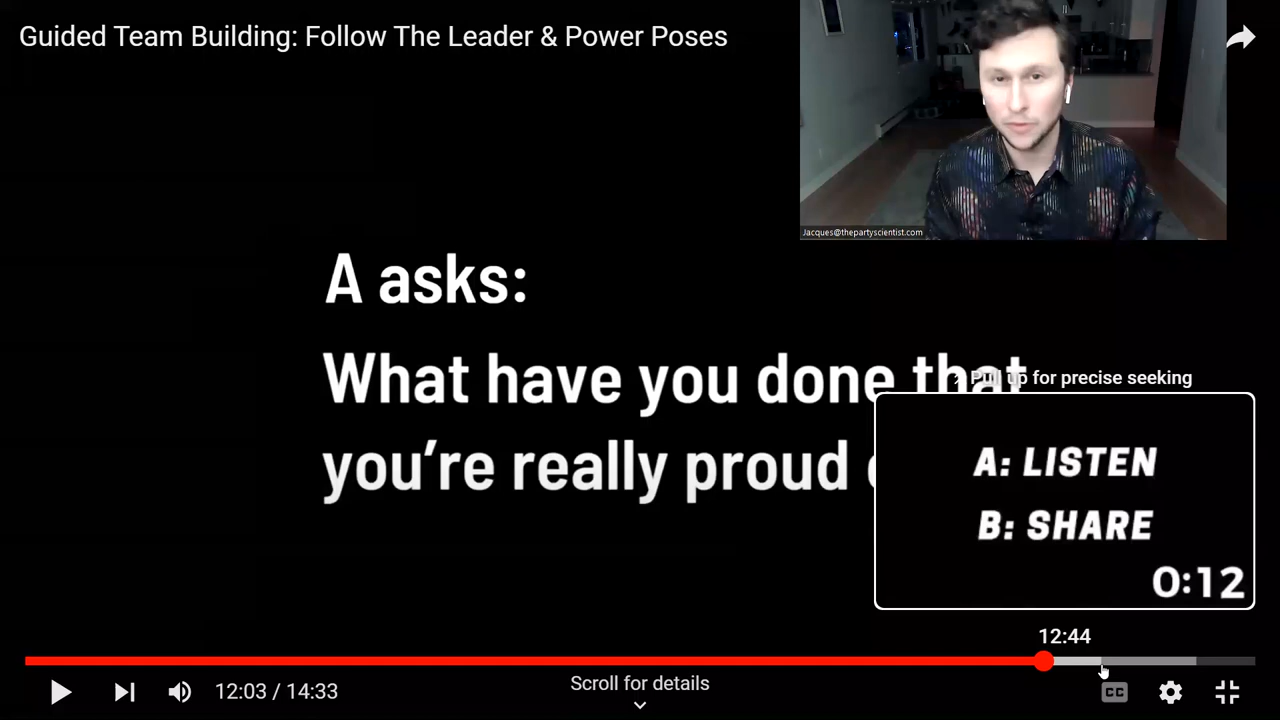 Guided Team Building: Follow The Leader & Power Poses
Jacques@thepartyscientist.com
A asks:
What have you done that
you're really proud
Pull up for precise seeking
A: LISTEN
B: SHARE
0:12
12:44
12:03 / 14:33
Scroll for details
CC